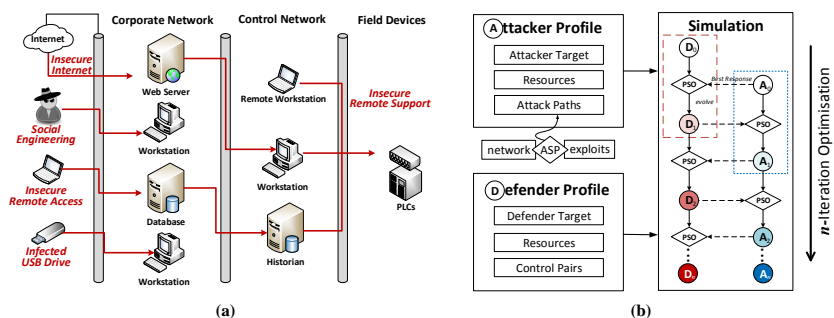 Corporate Network
Control Network
Field Devices
Internet
Insecure
Internet
Web Server
Social
Engineering
Workstation
Insecure
Remote Access
Database
Infected
USB Drive
Workstation
Remote Workstation
Workstation
Historian
Insecure
Remote Support
PLCs
(a)
Attacker Profile
Attacker Target
Resources
Attack Paths
network ASP exploits
Defender Profile
Defender Target
Resources
Control Pairs
Simulation
D0
PSO
Best Response
A0
evolve
D1
PSO
PSO
A1
D2
PSO
PSO
A2
Dn
An
n-Iteration Optimisation
(b)